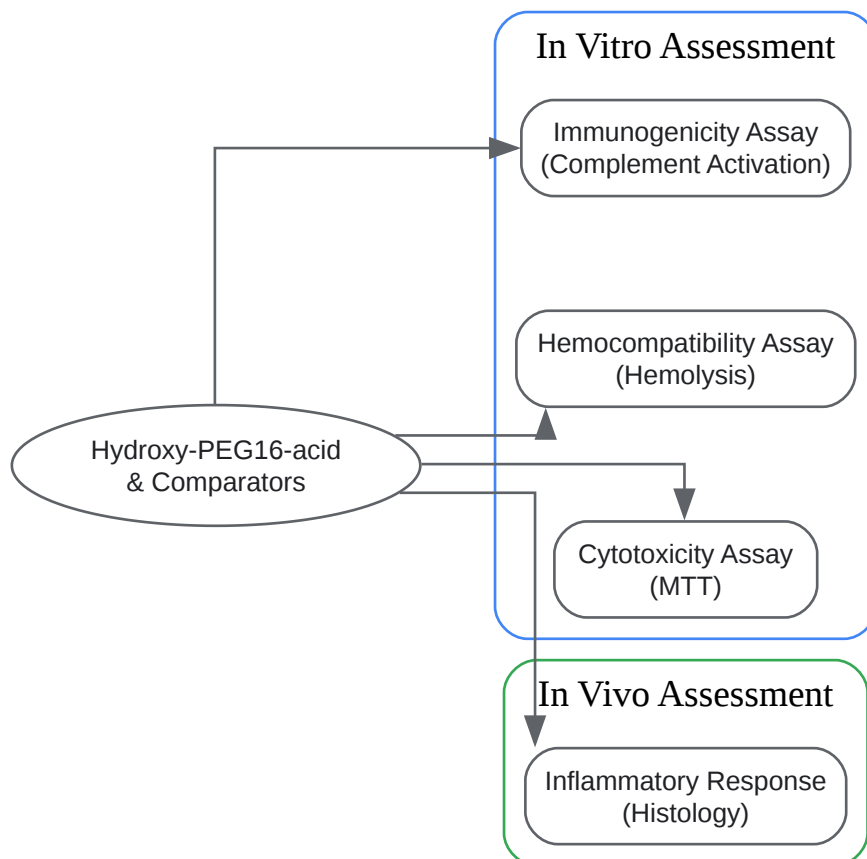 In Vitro Assessment
Immunogenicity Assay
(Complement Activation)
Hemocompatibility Assay
(Hemolysis)
Hydroxy-PEG16-acid
& Comparators
Cytotoxicity Assay
(MTT)
In Vivo Assessment
Inflammatory Response
(Histology)